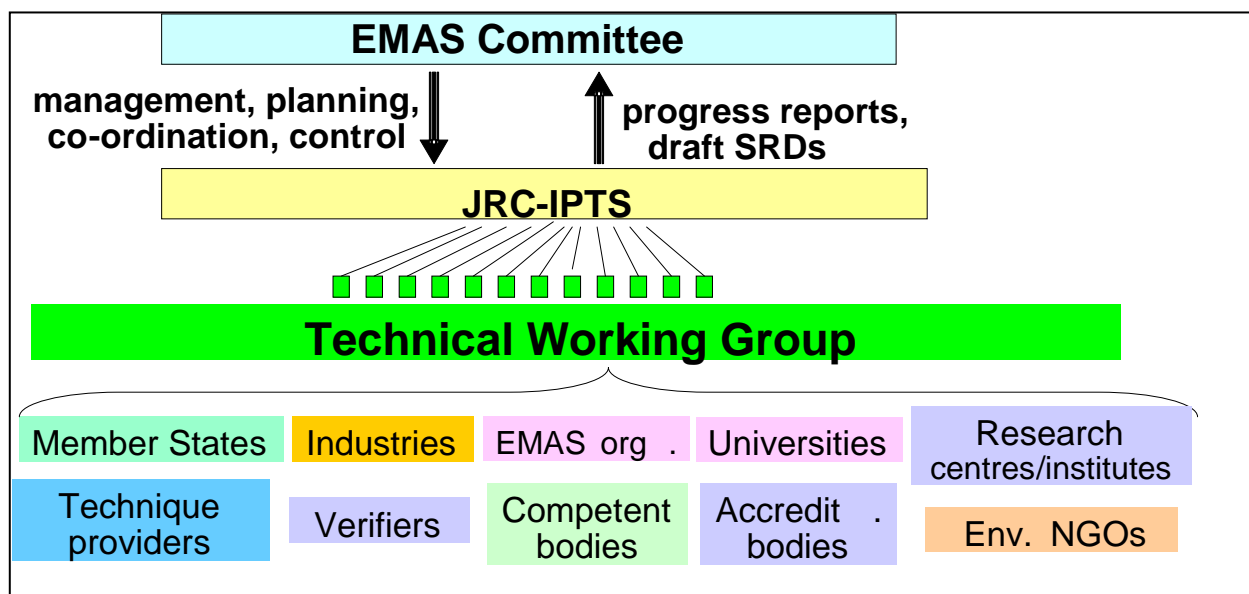 EMAS Committee
management, planning,
co-ordination, control
progress reports,
draft SRDs
JRC-IPTS
Technical Working Group
Member States
Industries
EMAS org .
Universities
Research
centres/institutes
Technique
providers
Verifiers
Competent
bodies
Accredit .
bodies
Env. NGOs